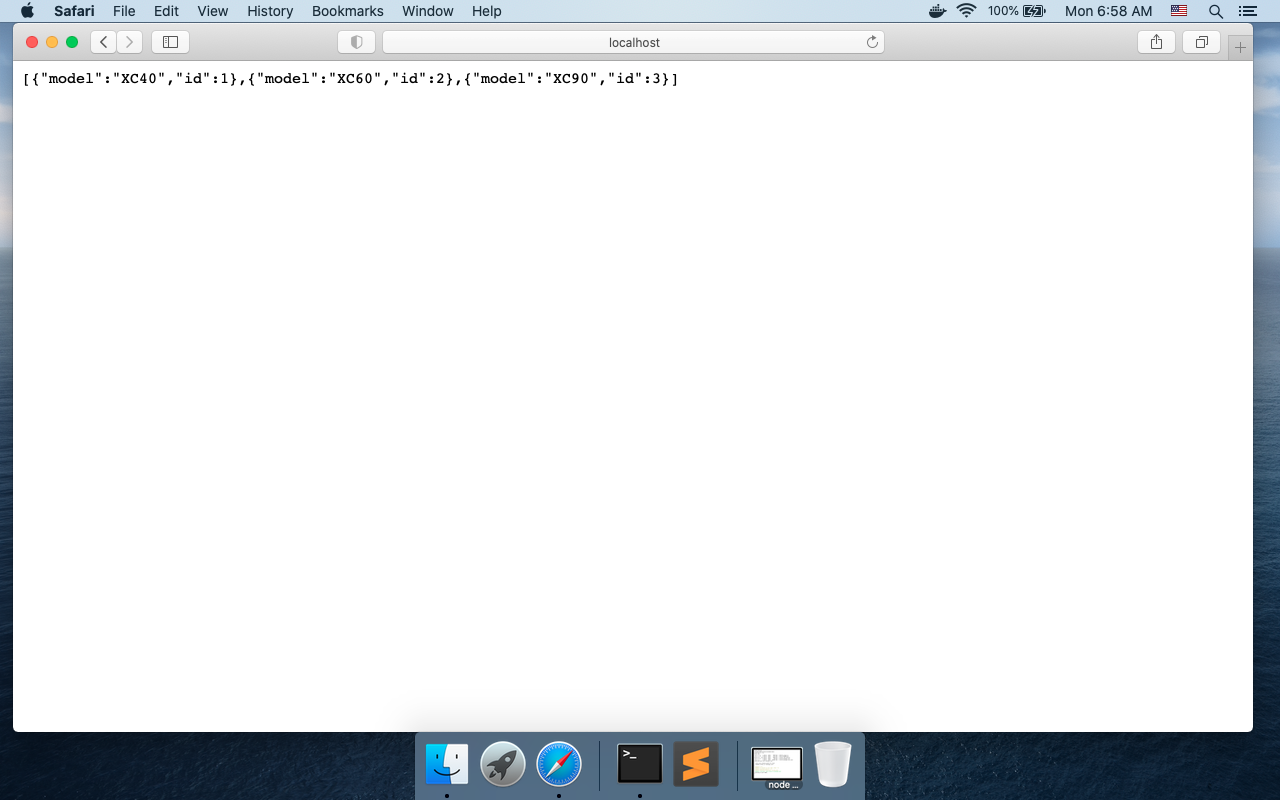 Safari File Edit View History Bookmarks Window Help 100% Mon 6:58 AM
localhost
[{"model":"XC40","id":1},{"model":"XC60","id":2},{"model":"XC90","id":3}]
>_
node ...